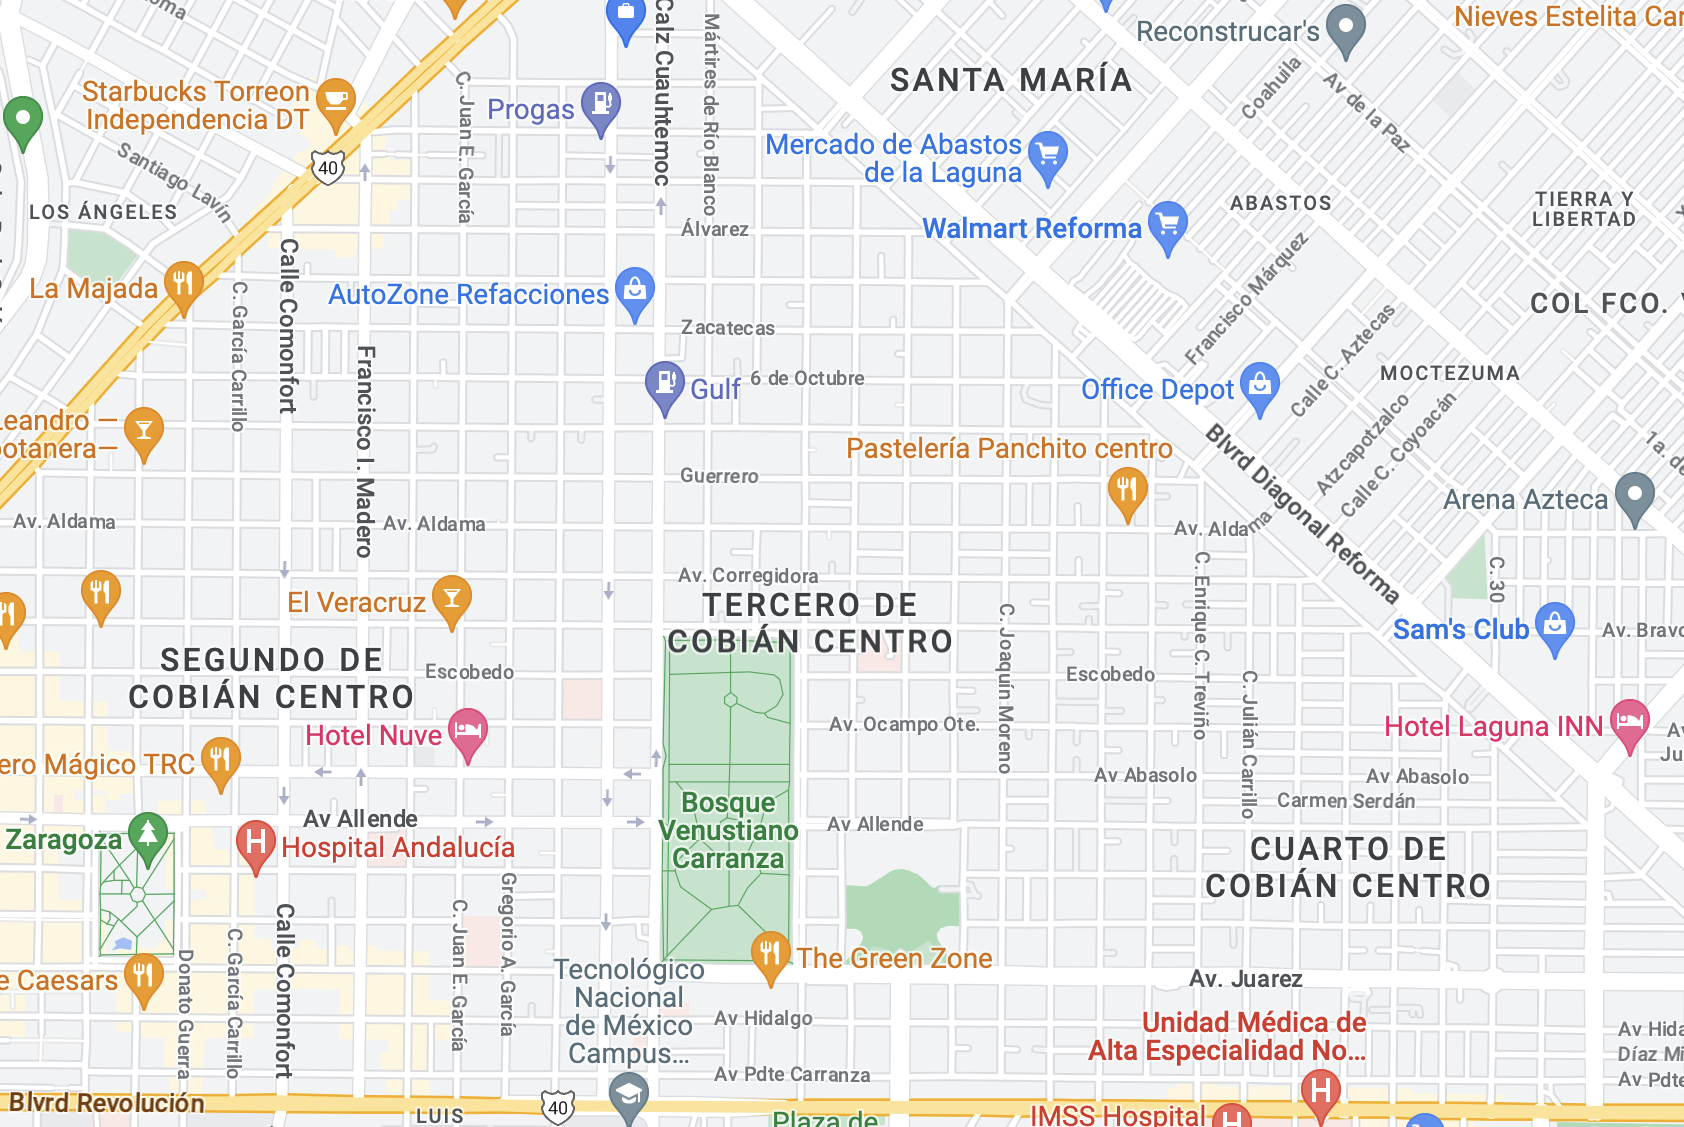 Reconstrucar's
Nieves Estelita Car
Calz Cuauhtemoc
Mártires de Río Blanco
SANTA MARÍA
Coahuila
Av de la Paz
Starbucks Torreon
Independencia DT
C. Juan E. García
Progas
40
Santiago Lavín
Mercado de Abastos
de la Laguna
LOS ÁNGELES
ABASTOS
TIERRA Y
LIBERTAD
Álvarez
Walmart Reforma
La Majada
C. García Carrillo
Calle Comonfort
AutoZone Refacciones
Francisco Márquez
COL FCO.
Zacatecas
Calle C. Aztecas
Francisco I. Madero
Gulf
6 de Octubre
Office Depot
MOCTEZUMA
Leandro —
otanera—
Pastelería Panchito centro
Blvrd Diagonal Reforma
Atzcapotzalco
Calle C. Coyoacán
1a. de
Guerrero
Arena Azteca
Av. Aldama
Av. Aldama
Av. Aldama
Av. Corregidora
C. Enrique C. Treviño
C. 30
El Veracruz
TERCERO DE
COBIÁN CENTRO
C. Joaquín Moreno
Sam's Club
Av. Bravo
SEGUNDO DE
COBIÁN CENTRO
Escobedo
Escobedo
C. Julián Carrillo
Hotel Nuve
Av. Ocampo Ote.
Hotel Laguna INN
Av
Ju
ero Mágico TRC
Av Abasolo
Av Abasolo
Carmen Serdán
Bosque
Venustiano
Carranza
Av Allende
Av Allende
Zaragoza
Hospital Andalucía
CUARTO DE
COBIÁN CENTRO
Gregorio A. García
C. Juan E. García
Calle Comonfort
C. García Carrillo
Donato Guerra
e Caesars
The Green Zone
Tecnológico
Nacional
de México
Campus...
Av. Juarez
Av Hidalgo
Unidad Médica de
Alta Especialidad No...
Av Hida
Díaz Mi
Av Pdte
Av Pdte Carranza
Blvrd Revolución
LUIS
40
Plaza de
IMSS Hospital